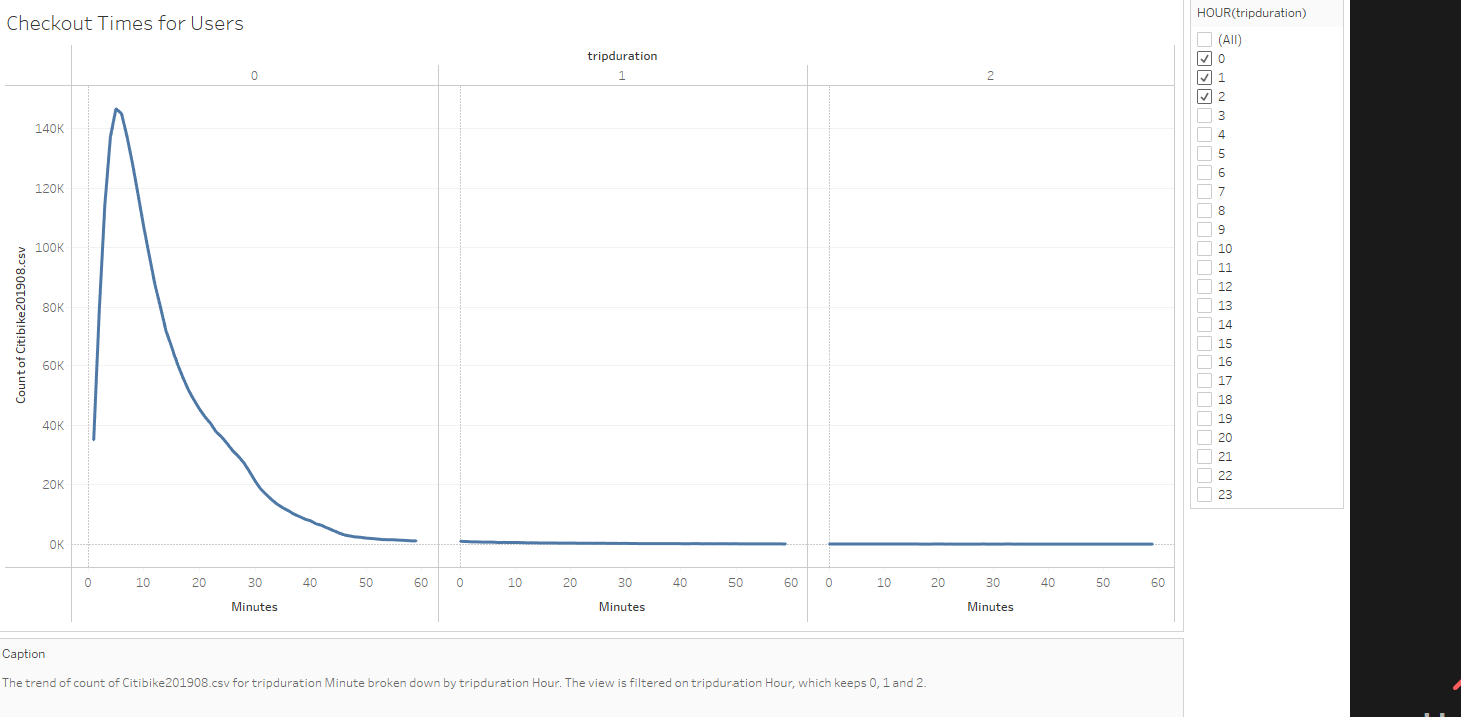 Checkout Times for Users
tripduration
0 1 2
Count of Citibike201908.csv
140K
120K
100K
80K
60K
40K
20K
0K
0 10 20 30 40 50 60 0 10 20 30 40 50 60 0 10 20 30 40 50 60
Minutes Minutes Minutes
HOUR(tripduration)
(All)
0
1
2
3
4
5
6
7
8
9
10
11
12
13
14
15
16
17
18
19
20
21
22
23
Caption
The trend of count of Citibike201908.csv for tripduration Minute broken down by tripduration Hour. The view is filtered on tripduration Hour, which keeps 0, 1 and 2.